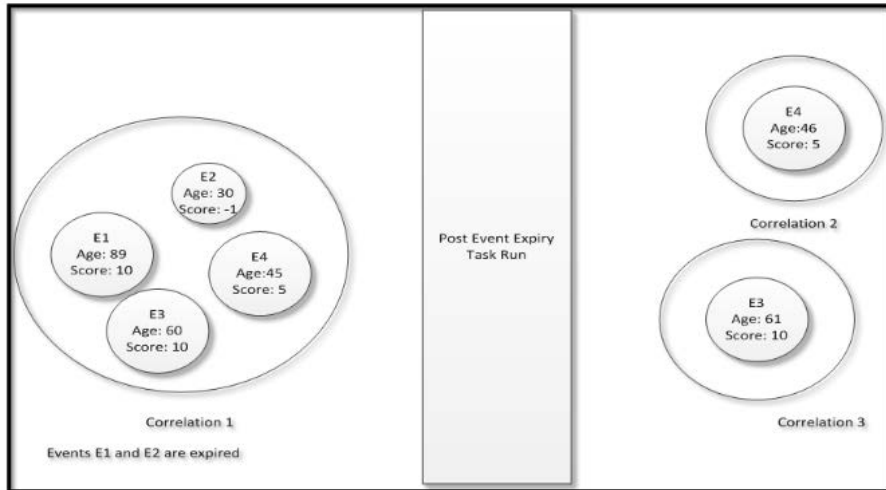 E2
Age: 30
Score: -1
E1
Age: 89
Score: 10
E4
Age:45
Score: 5
E3
Age: 60
Score: 10
Correlation 1
Events E1 and E2 are expired
Post Event Expiry
Task Run
E4
Age:46
Score: 5
Correlation 2
E3
Age: 61
Score: 10
Correlation 3